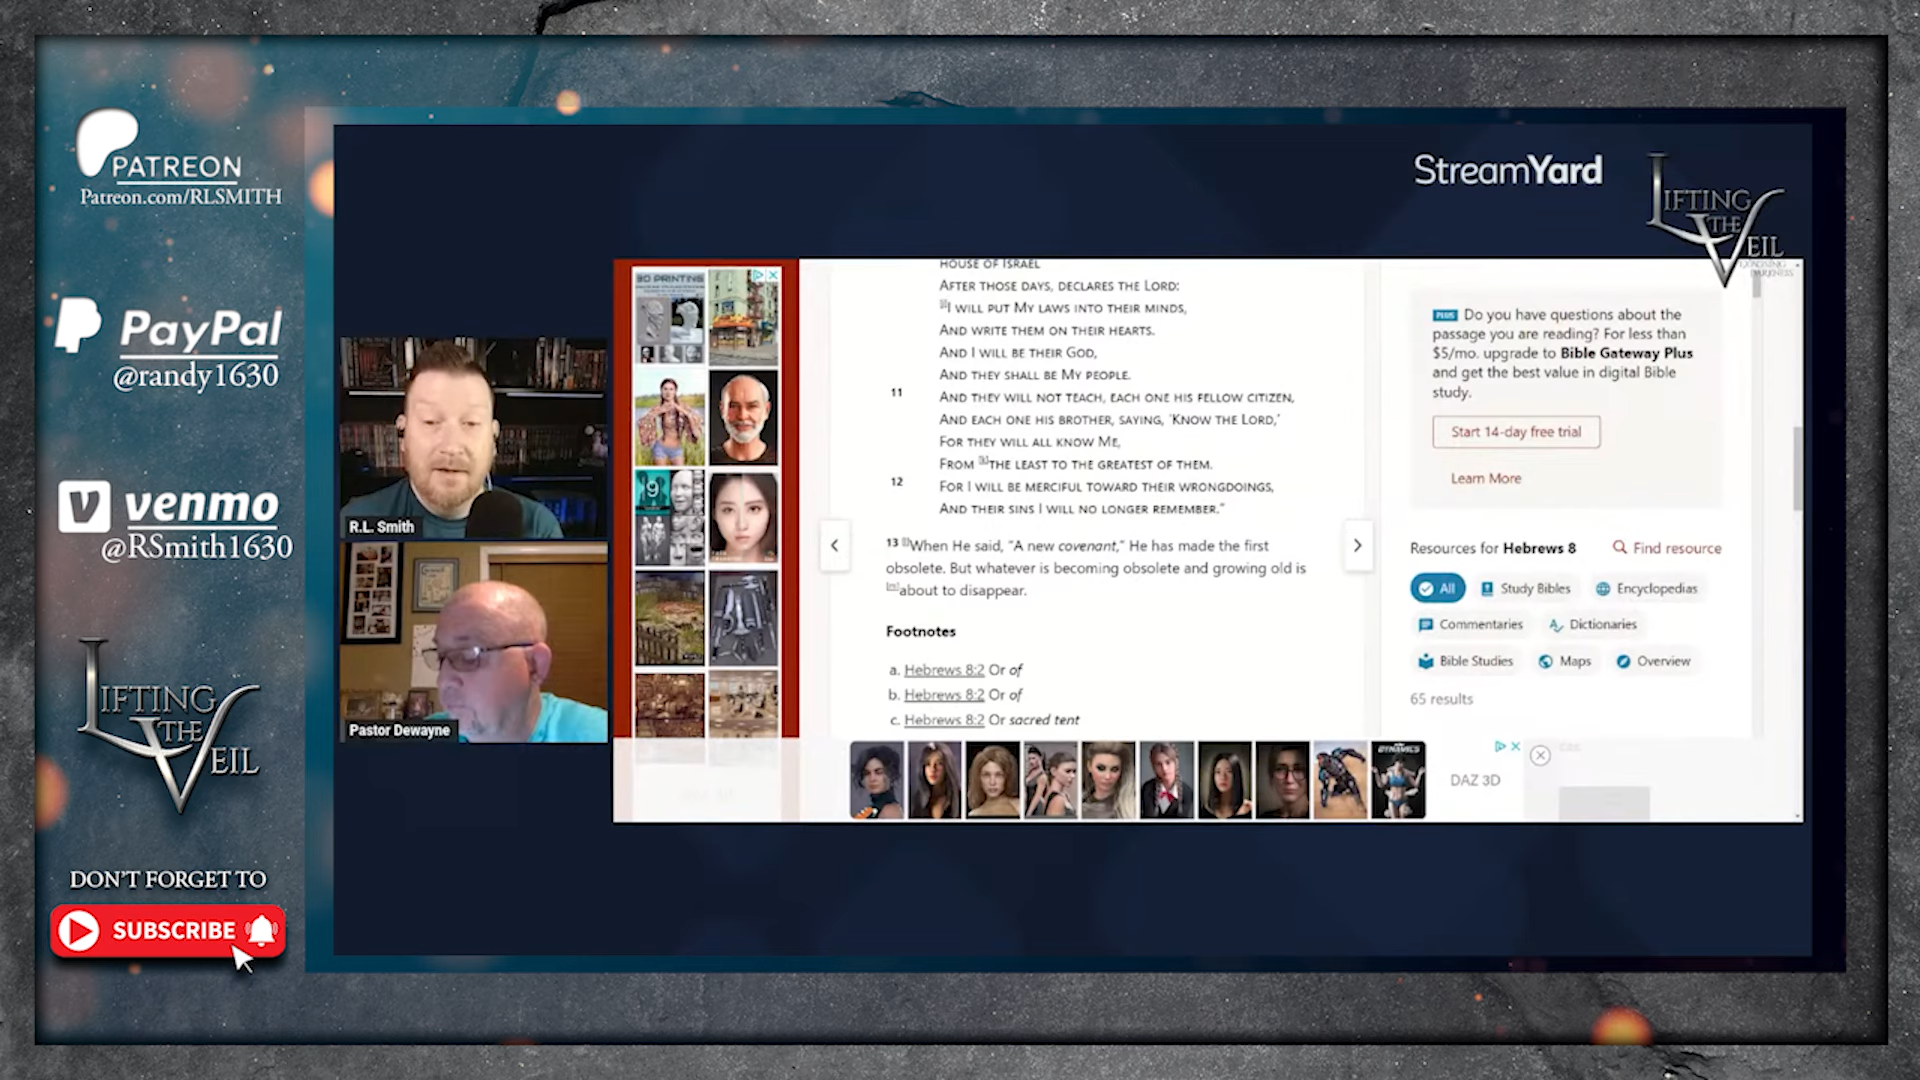 PATREON
Patreon.com/RLSMITH
PayPal
@randy1630
venmo
@RSmith1630
LIFTING
THE
VEIL
DON'T FORGET TO
SUBSCRIBE
StreamYard
LIFTING
THE
VEIL
R.L. Smith
Pastor Dewayne
3D PRINTING
HOUSE OF ISRAEL
AFTER THOSE DAYS, DECLARES THE LORD:
[j]I WILL PUT MY LAWS INTO THEIR MINDS,
AND WRITE THEM ON THEIR HEARTS.
AND I WILL BE THEIR GOD,
AND THEY SHALL BE MY PEOPLE.
11 AND THEY WILL NOT TEACH, EACH ONE HIS FELLOW CITIZEN,
AND EACH ONE HIS BROTHER, SAYING, ‘KNOW THE LORD,’
FOR THEY WILL ALL KNOW ME,
FROM [k]THE LEAST TO THE GREATEST OF THEM.
12 FOR I WILL BE MERCIFUL TOWARD THEIR WRONGDOINGS,
AND THEIR SINS I WILL NO LONGER REMEMBER.”
13 [l]When He said, “A new covenant,” He has made the first
obsolete. But whatever is becoming obsolete and growing old is
[m]about to disappear.
Footnotes
a. Hebrews 8:2 Or of
b. Hebrews 8:2 Or of
c. Hebrews 8:2 Or sacred tent
PLUS Do you have questions about the
passage you are reading? For less than
$5/mo. upgrade to Bible Gateway Plus
and get the best value in digital Bible
study.
Start 14-day free trial
Learn More
Resources for Hebrews 8 Find resource
All Study Bibles Encyclopedias
Commentaries Dictionaries
Bible Studies Maps Overview
65 results
DYNAMICS
DAZ 3D